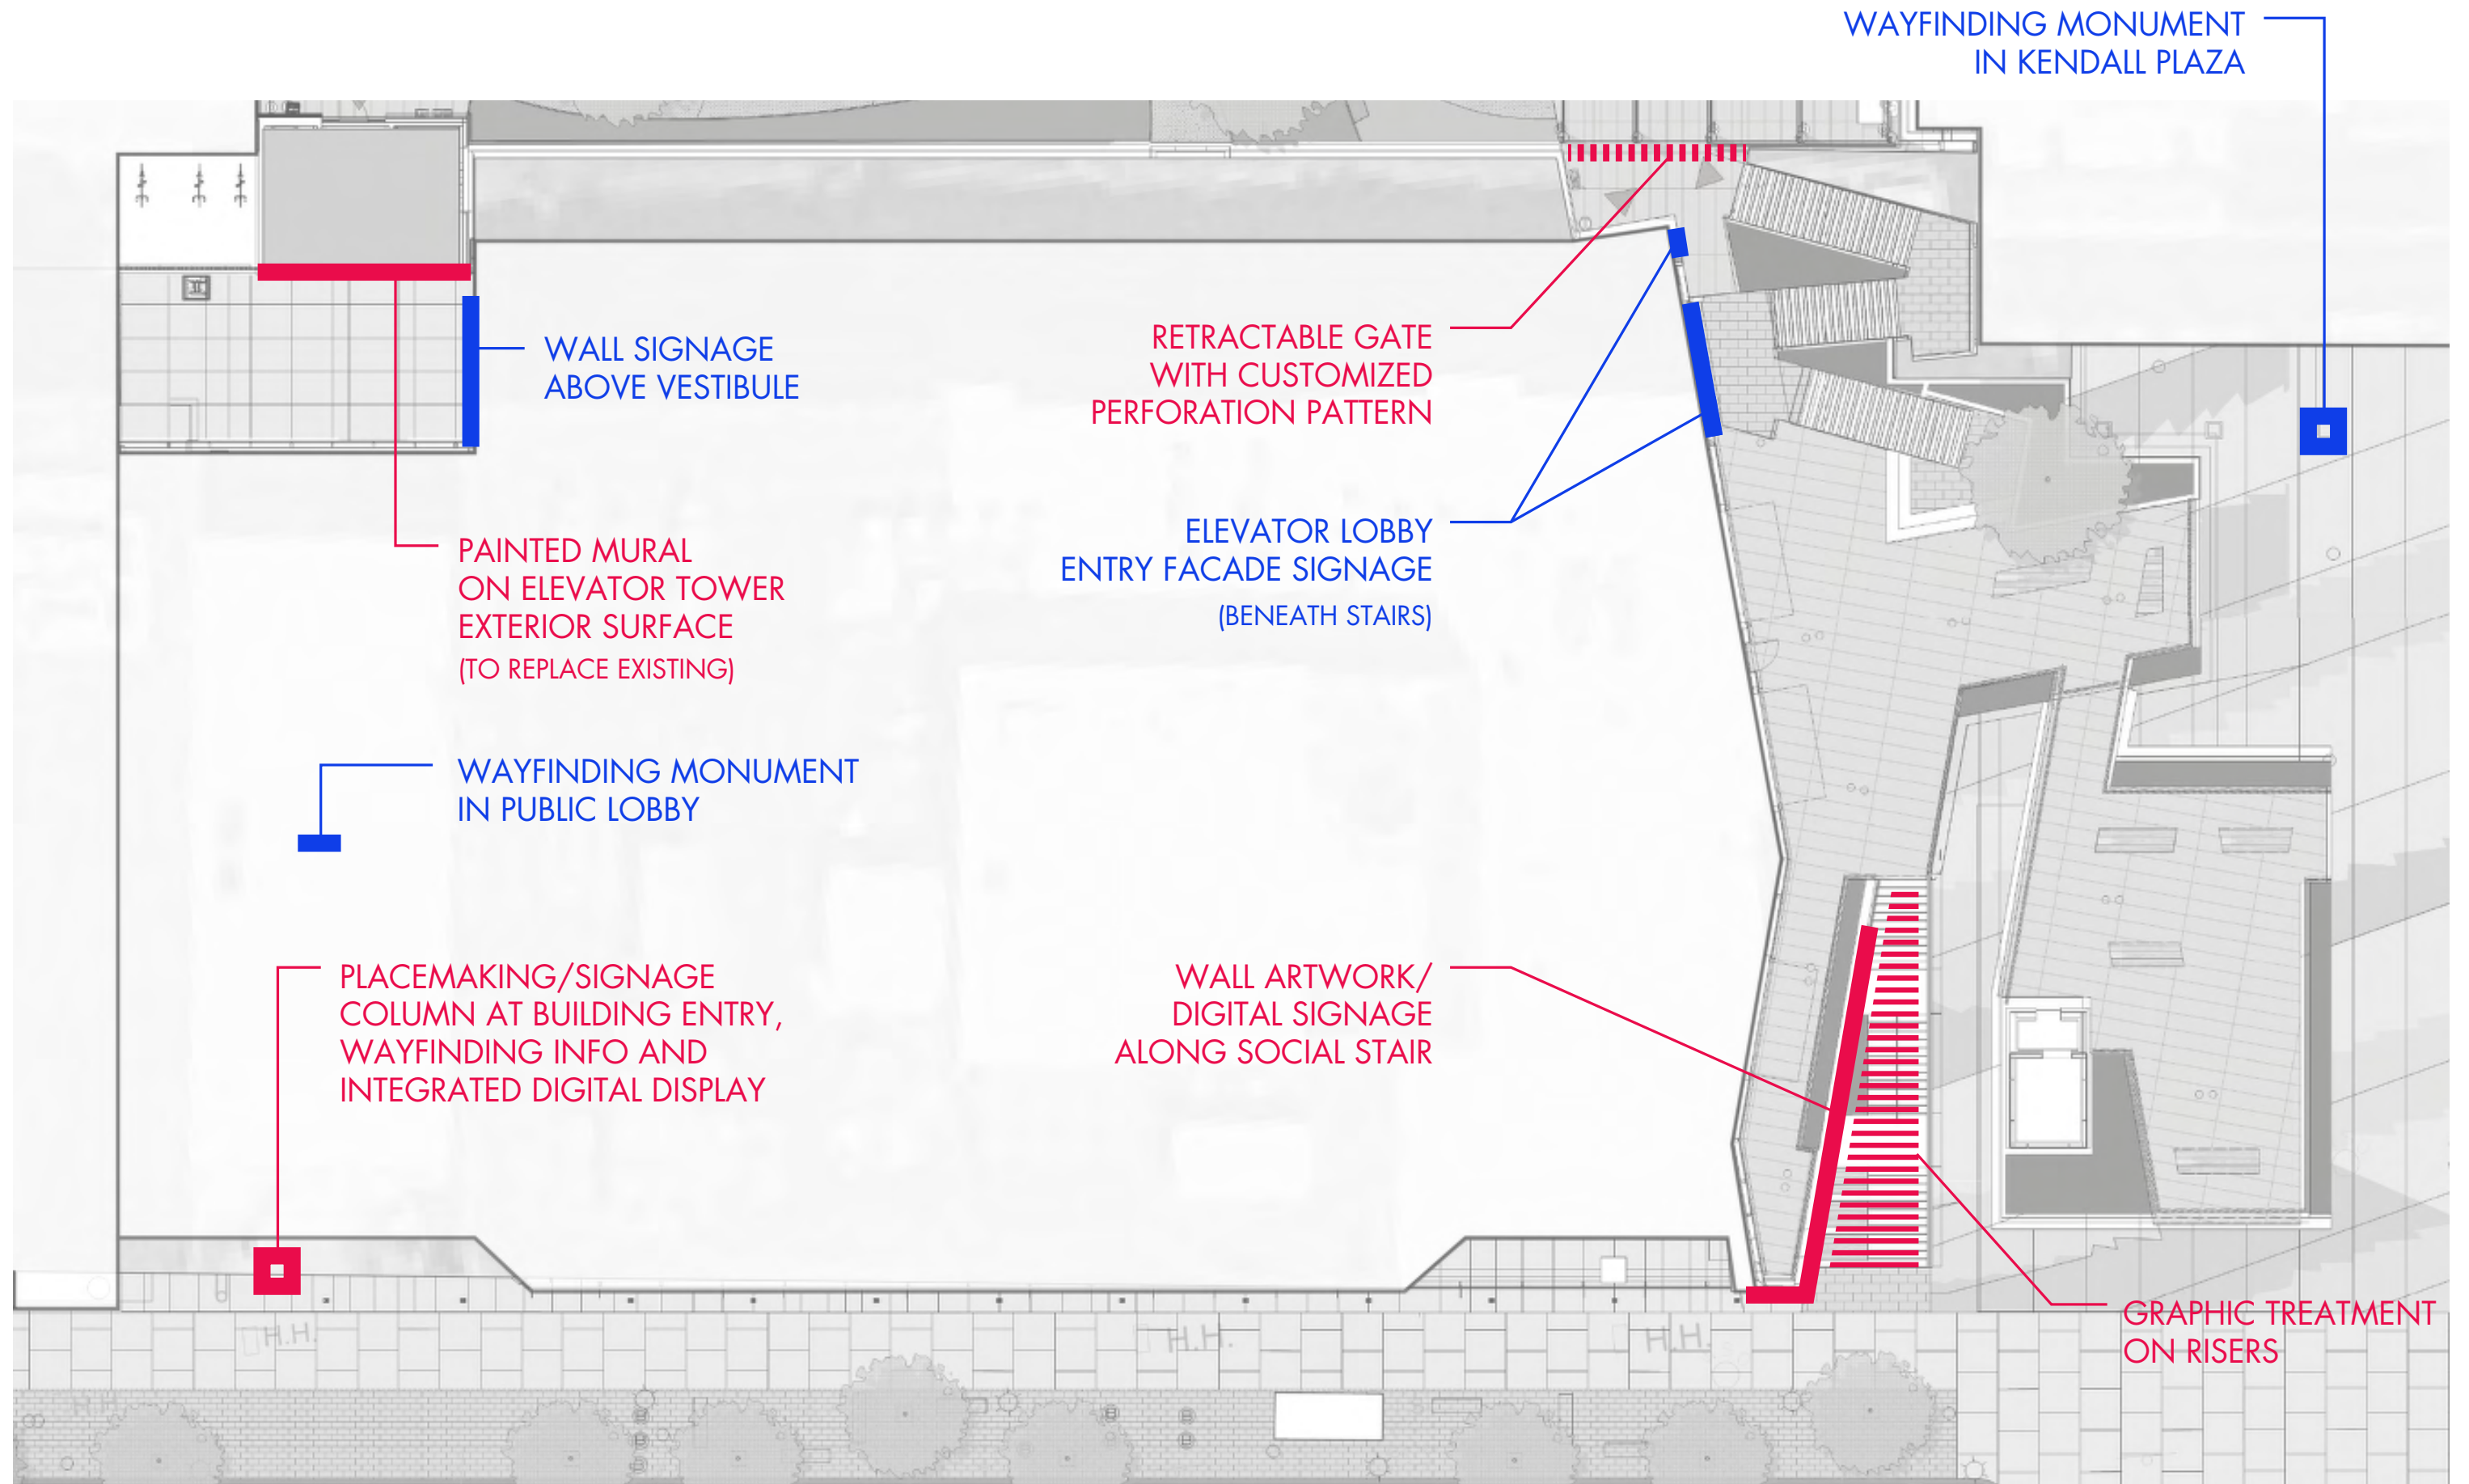 WAYFINDING MONUMENT
IN KENDALL PLAZA
WALL SIGNAGE
ABOVE VESTIBULE
RETRACTABLE GATE
WITH CUSTOMIZED
PERFORATION PATTERN
ELEVATOR LOBBY
ENTRY FACADE SIGNAGE
(BENEATH STAIRS)
PAINTED MURAL
ON ELEVATOR TOWER
EXTERIOR SURFACE
(TO REPLACE EXISTING)
WAYFINDING MONUMENT
IN PUBLIC LOBBY
PLACEMAKING/SIGNAGE
COLUMN AT BUILDING ENTRY,
WAYFINDING INFO AND
INTEGRATED DIGITAL DISPLAY
WALL ARTWORK/
DIGITAL SIGNAGE
ALONG SOCIAL STAIR
GRAPHIC TREATMENT
ON RISERS
H.H.
H.H.
H.H.
H.H.